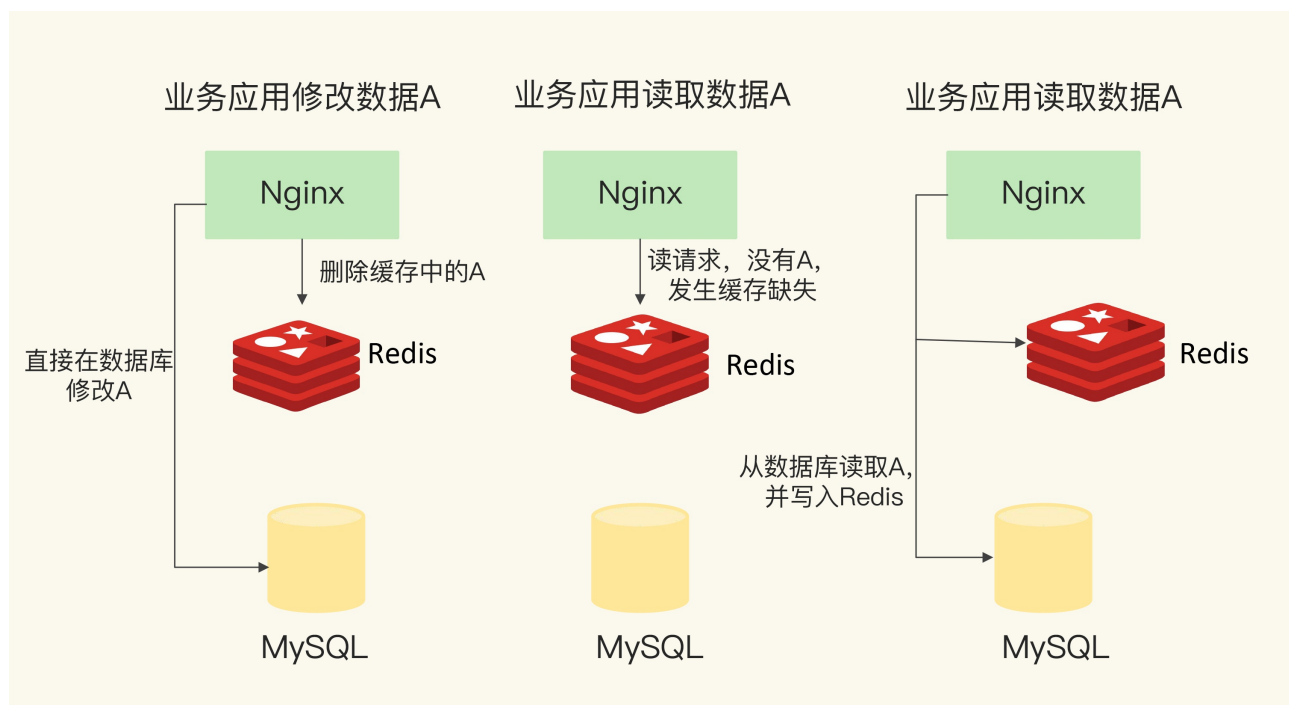 业务应用修改数据A
业务应用读取数据A
业务应用读取数据A
Nginx
Nginx
Nginx
删除缓存中的A
读请求，没有A，
发生缓存缺失
直接在数据库
修改A
Redis
Redis
Redis
从数据库读取A，
并写入Redis
MySQL
MySQL
MySQL